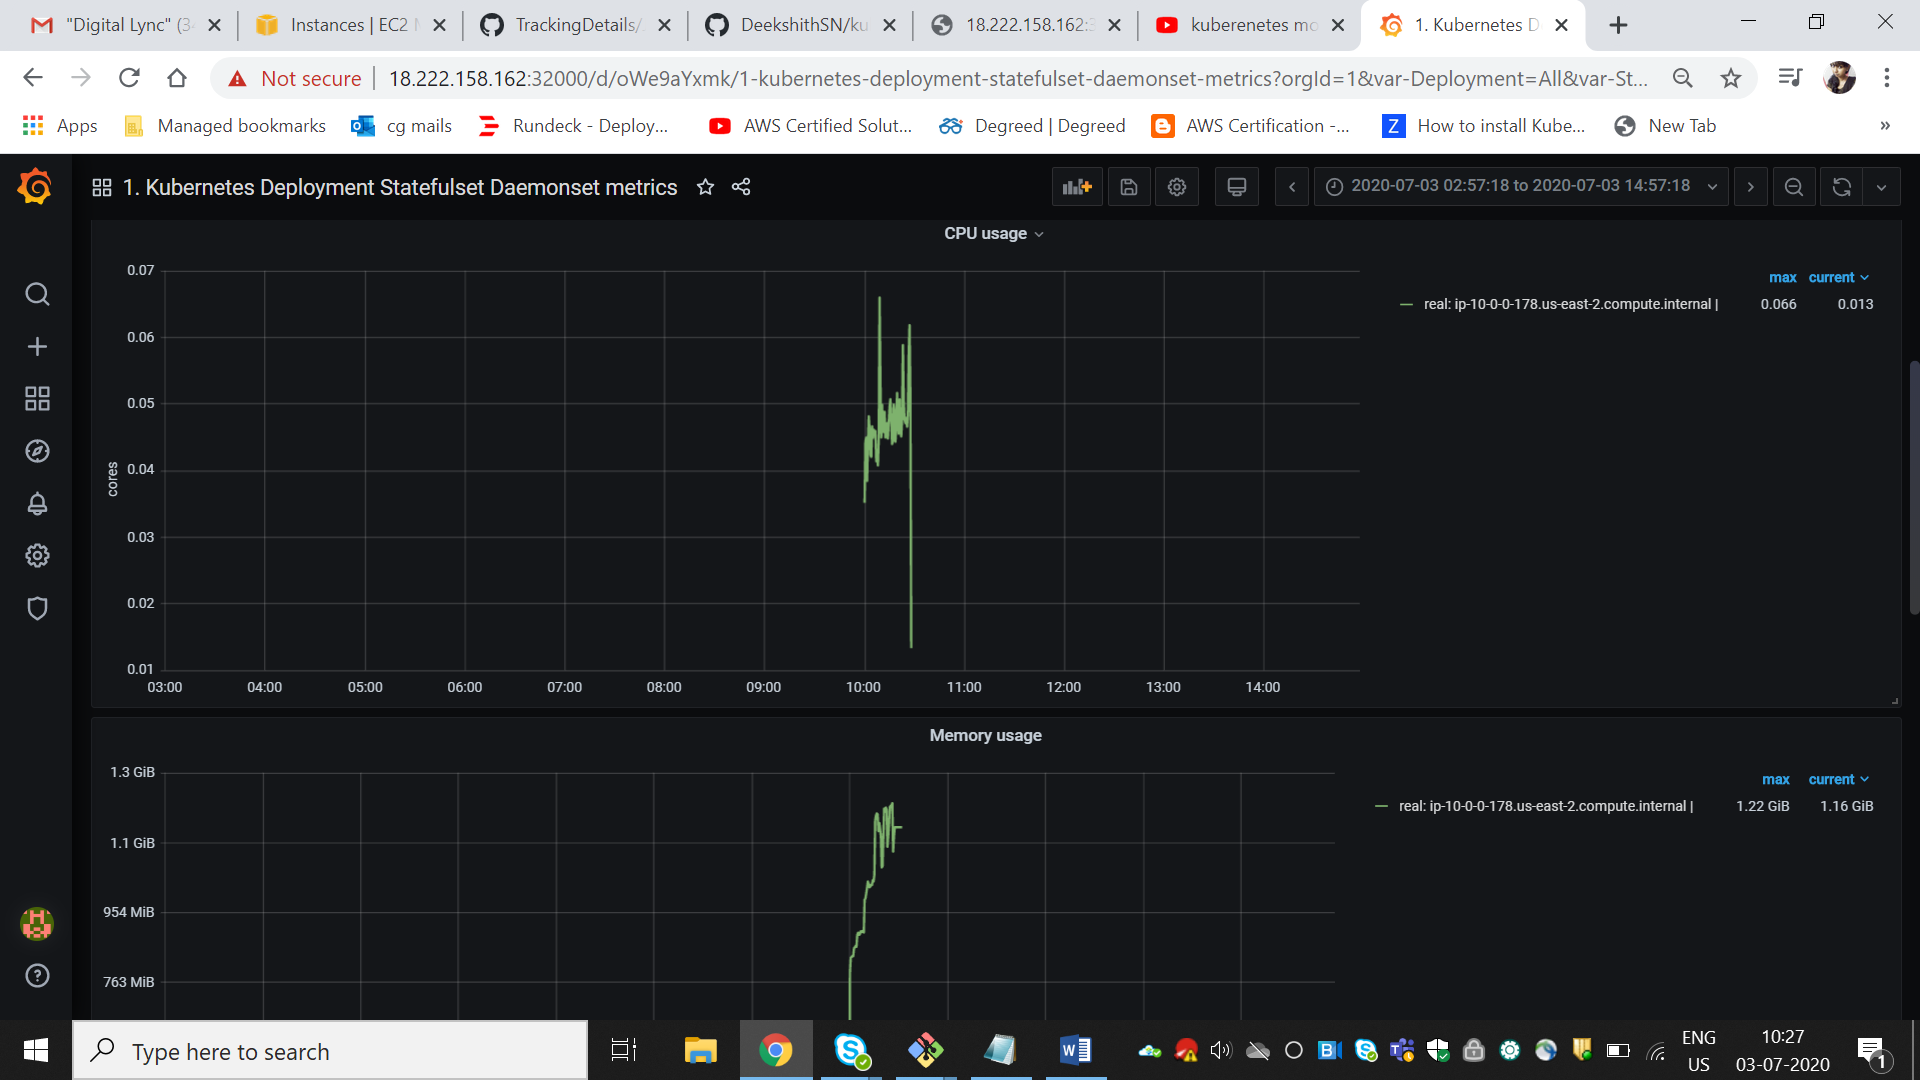 "Digital Lync" (3
Instances | EC2 M
TrackingDetails/
DeekshithSN/ku
18.222.158.162:3
kuberenetes mo
1. Kubernetes D
Not secure
18.222.158.162:32000/d/oWe9aYxmk/1-kubernetes-deployment-statefulset-daemonset-metrics?orgId=1&var-Deployment=All&var-St...
Apps
Managed bookmarks
cg mails
Rundeck - Deploy...
AWS Certified Solut...
Degreed | Degreed
AWS Certification -...
Z
How to install Kube...
New Tab
»
1. Kubernetes Deployment Statefulset Daemonset metrics
2020-07-03 02:57:18 to 2020-07-03 14:57:18
CPU usage
max current
real: ip-10-0-0-178.us-east-2.compute.internal | 0.066 0.013
cores
0.07
0.06
0.05
0.04
0.03
0.02
0.01
03:00 04:00 05:00 06:00 07:00 08:00 09:00 10:00 11:00 12:00 13:00 14:00
Memory usage
max current
real: ip-10-0-0-178.us-east-2.compute.internal | 1.22 GiB 1.16 GiB
1.3 GiB
1.1 GiB
954 MiB
763 MiB
Type here to search
ENG
US
10:27
03-07-2020
1